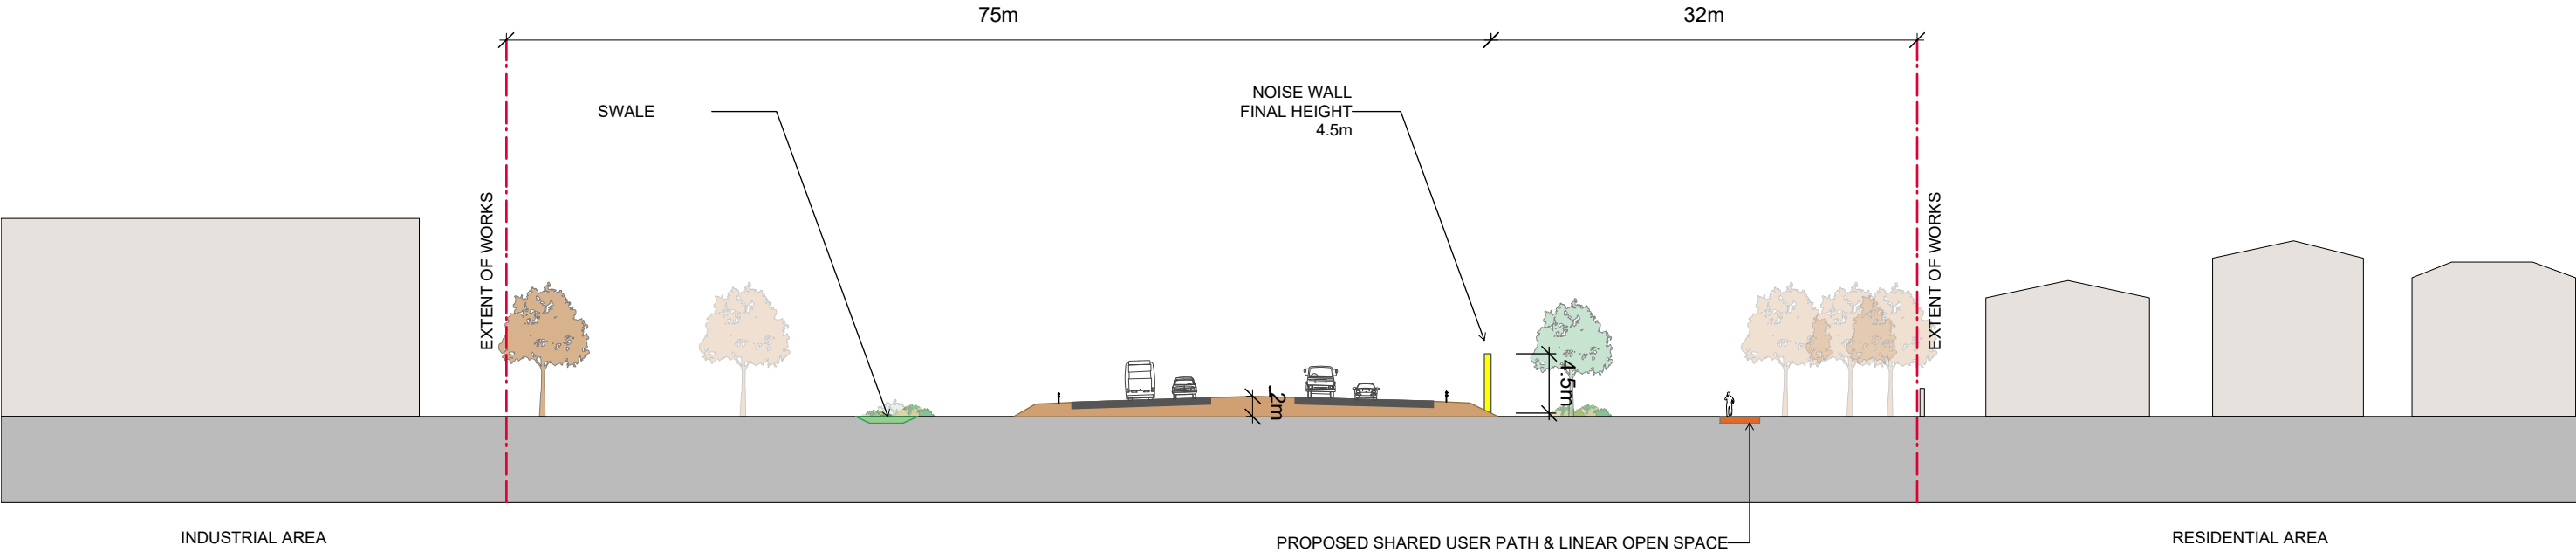 75m
32m
NOISE WALL
FINAL HEIGHT
4.5m
SWALE
EXTENT OF WORKS
EXTENT OF WORKS
4.5m
2m
INDUSTRIAL AREA
PROPOSED SHARED USER PATH & LINEAR OPEN SPACE
RESIDENTIAL AREA